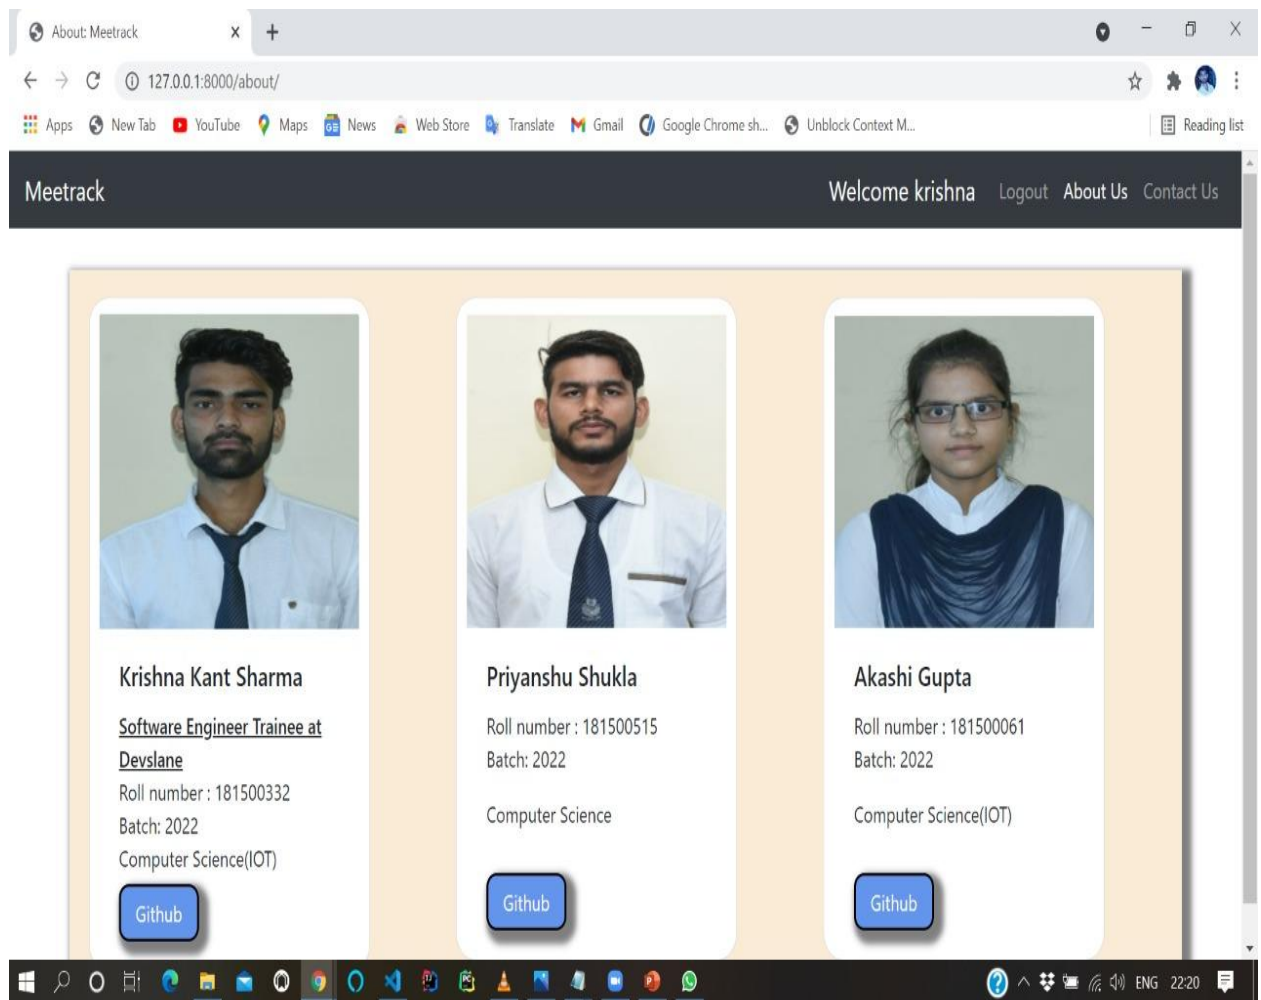 About: Meetrack
127.0.0.1:8000/about/
Apps New Tab YouTube Maps News Web Store Translate Gmail Google Chrome sh... Unblock Context M... Reading list
Meetrack Welcome krishna Logout About Us Contact Us
Krishna Kant Sharma
Software Engineer Trainee at
Devslane
Roll number : 181500332
Batch: 2022
Computer Science(IOT)
Github
Priyanshu Shukla
Roll number : 181500515
Batch: 2022
Computer Science
Github
Akashi Gupta
Roll number : 181500061
Batch: 2022
Computer Science(IOT)
Github
ENG 22:20